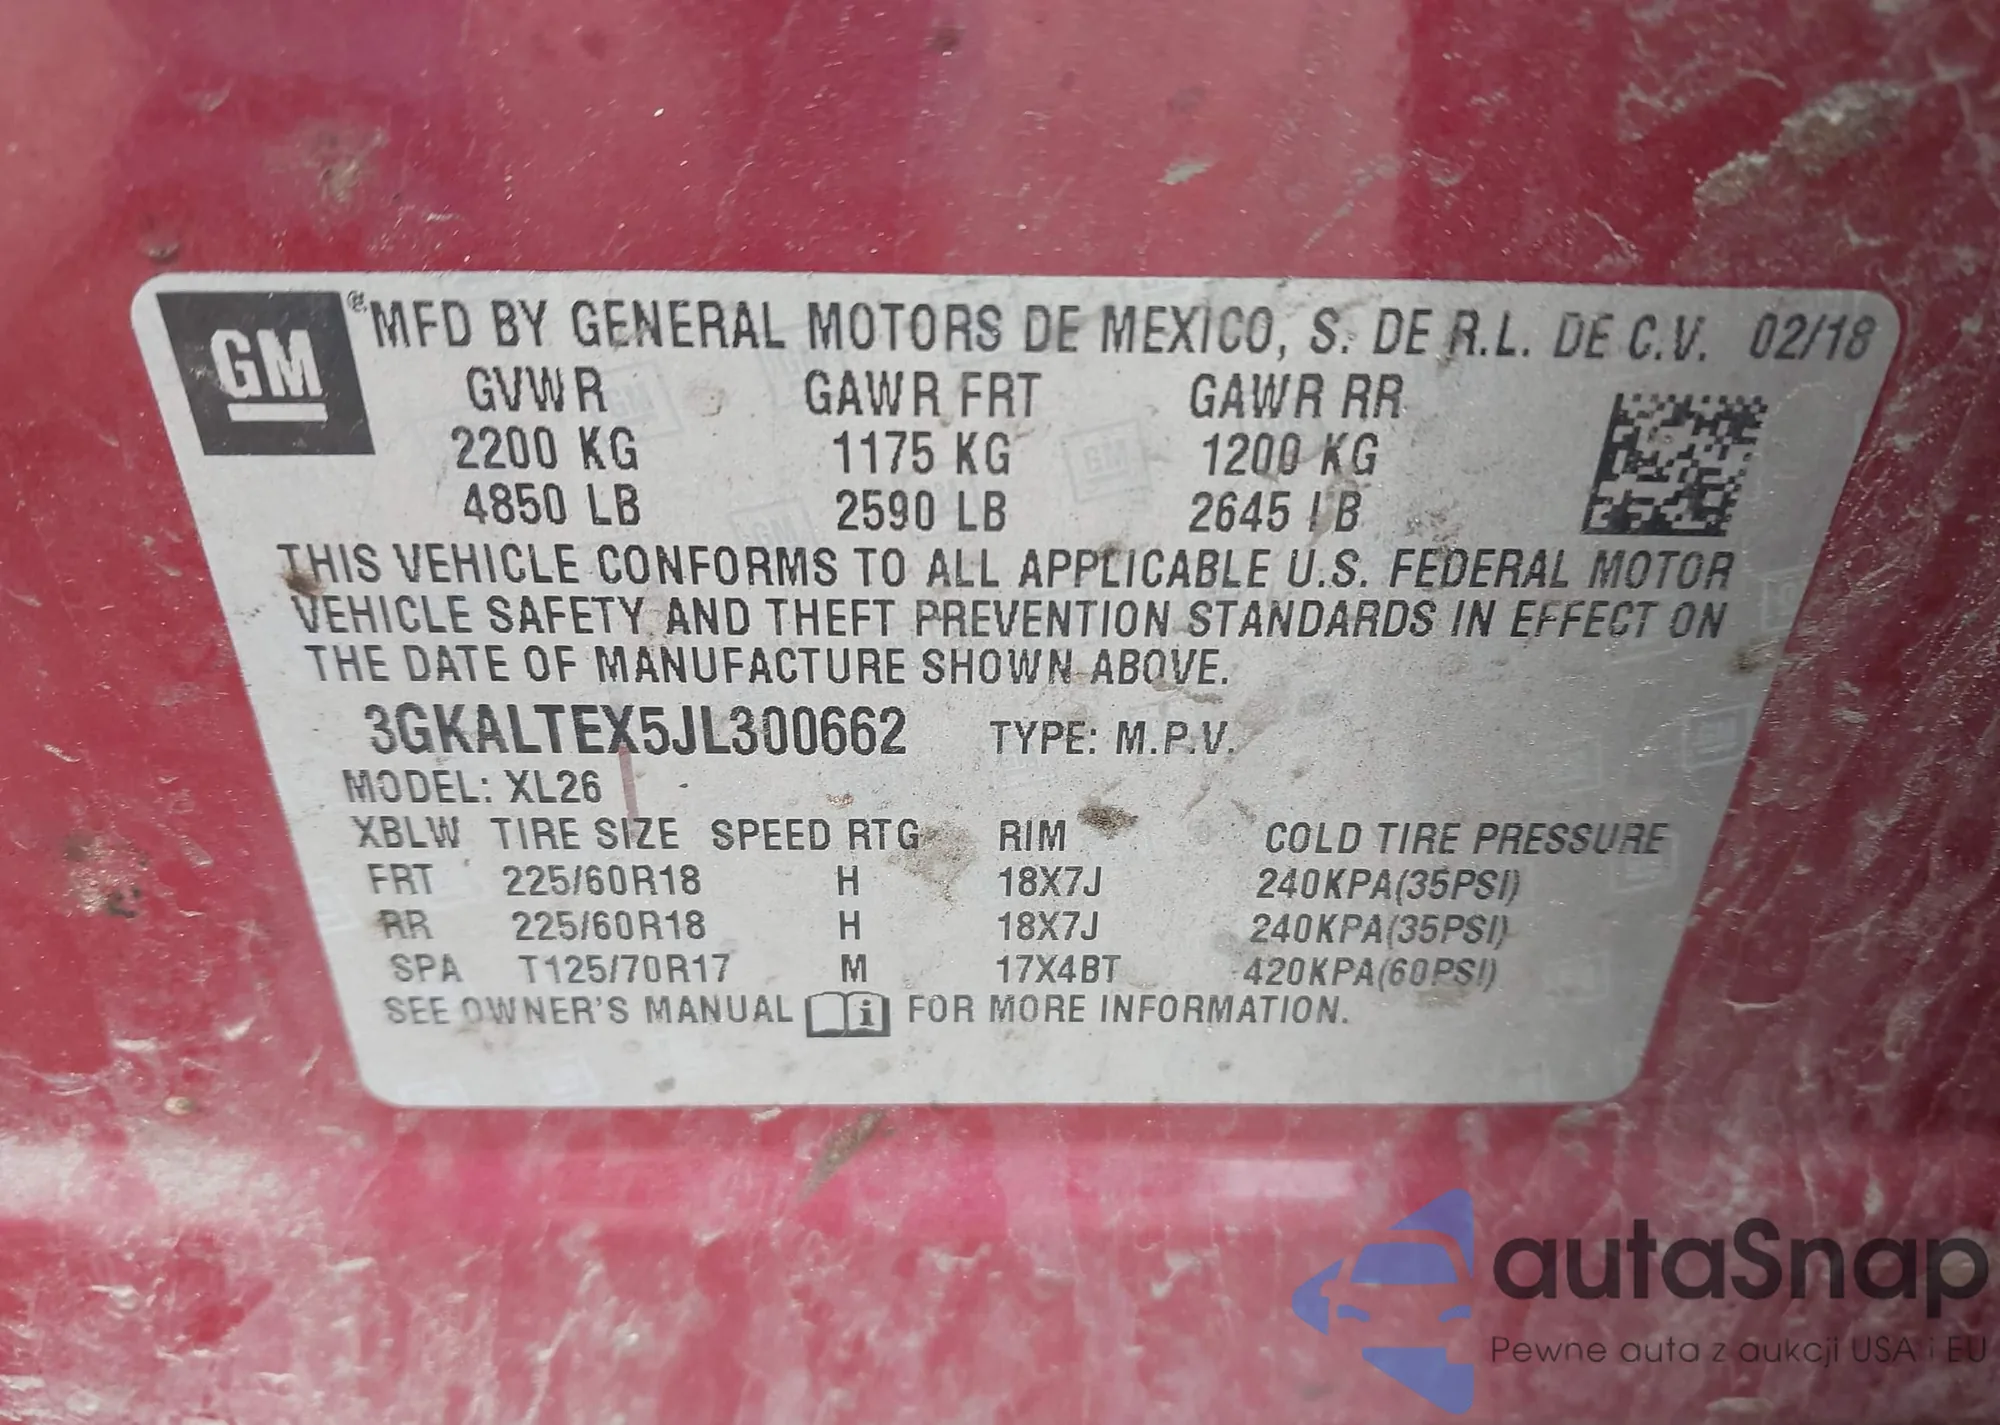 GM
® MFD BY GENERAL MOTORS DE MEXICO, S. DE R.L. DE C.V. 02/18
GVWR GAWR FRT GAWR RR
2200 KG 1175 KG 1200 KG
4850 LB 2590 LB 2645 LB
THIS VEHICLE CONFORMS TO ALL APPLICABLE U.S. FEDERAL MOTOR
VEHICLE SAFETY AND THEFT PREVENTION STANDARDS IN EFFECT ON
THE DATE OF MANUFACTURE SHOWN ABOVE.
3GKALTEX5JL300662 TYPE: M.P.V.
MODEL: XL26
XBLW TIRE SIZE SPEED RTG RIM COLD TIRE PRESSURE
FRT 225/60R18 H 18X7J 240KPA(35PSI)
RR 225/60R18 H 18X7J 240KPA(35PSI)
SPA T125/70R17 M 17X4BT 420KPA(60PSI)
SEE OWNER'S MANUAL i FOR MORE INFORMATION.
autaSnap
Pewne auta z aukcji USA i EU